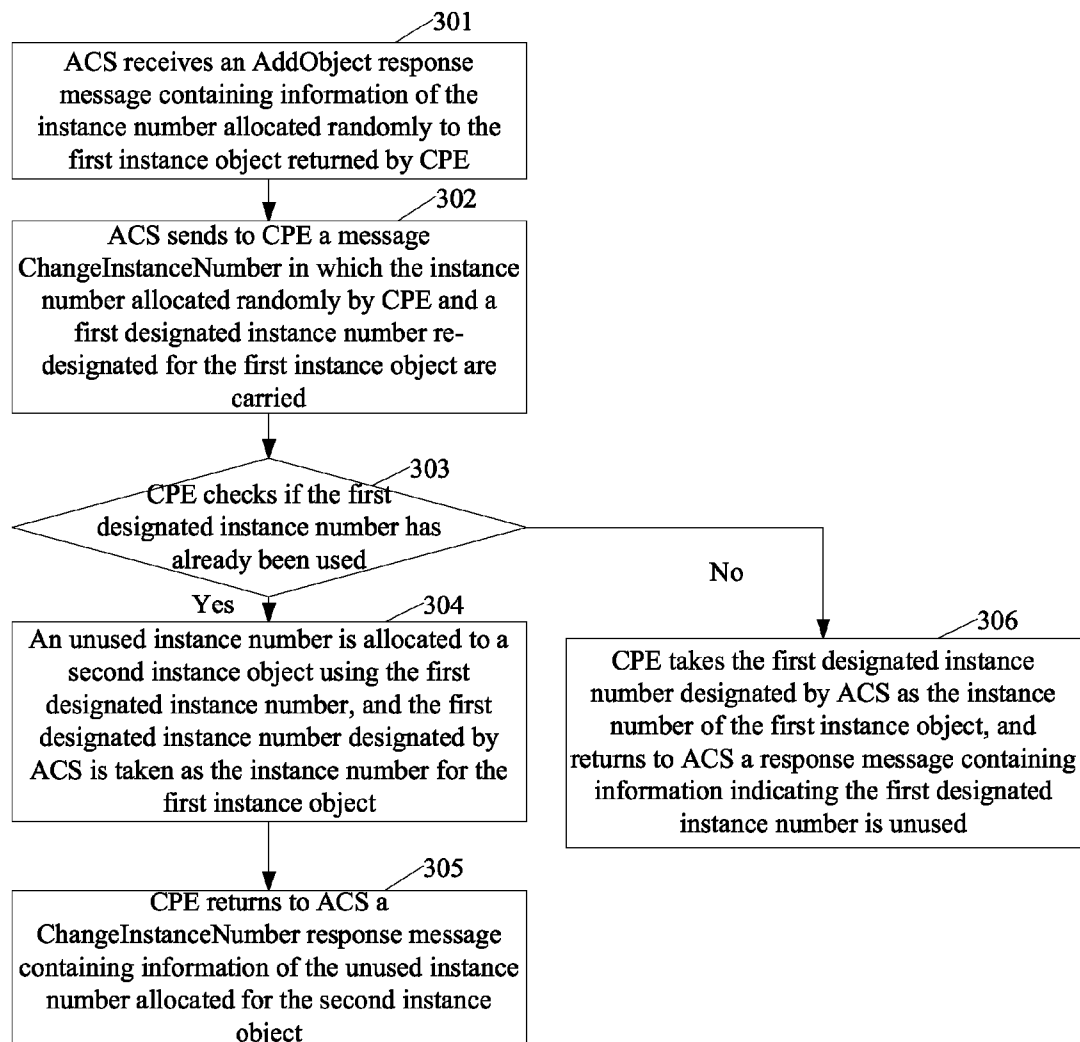 301
ACS receives an AddObject response
message containing information of the
instance number allocated randomly to the
first instance object returned by CPE
302
ACS sends to CPE a message
ChangeInstanceNumber in which the instance
number allocated randomly by CPE and a
first designated instance number re-
designated for the first instance object are
carried
303
CPE checks if the first
designated instance number has
already been used
No
Yes
304
An unused instance number is allocated to a
second instance object using the first
designated instance number, and the first
designated instance number designated by
ACS is taken as the instance number for the
first instance object
306
CPE takes the first designated instance
number designated by ACS as the instance
number of the first instance object, and
returns to ACS a response message containing
information indicating the first designated
instance number is unused
305
CPE returns to ACS a
ChangeInstanceNumber response message
containing information of the unused instance
number allocated for the second instance
object